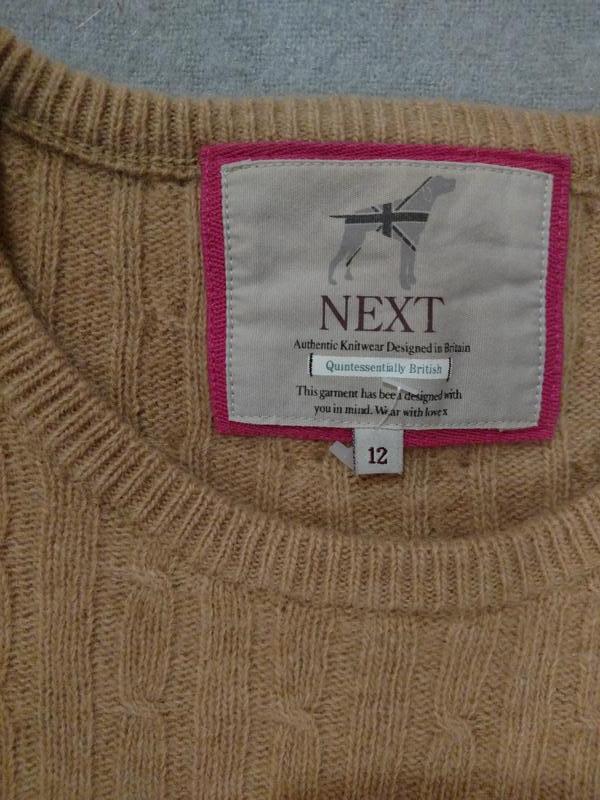 NEXT
Authentic Knitwear Designed in Britain
Quintessentially British
This garment has been designed with
you in mind. Wear with love x
12